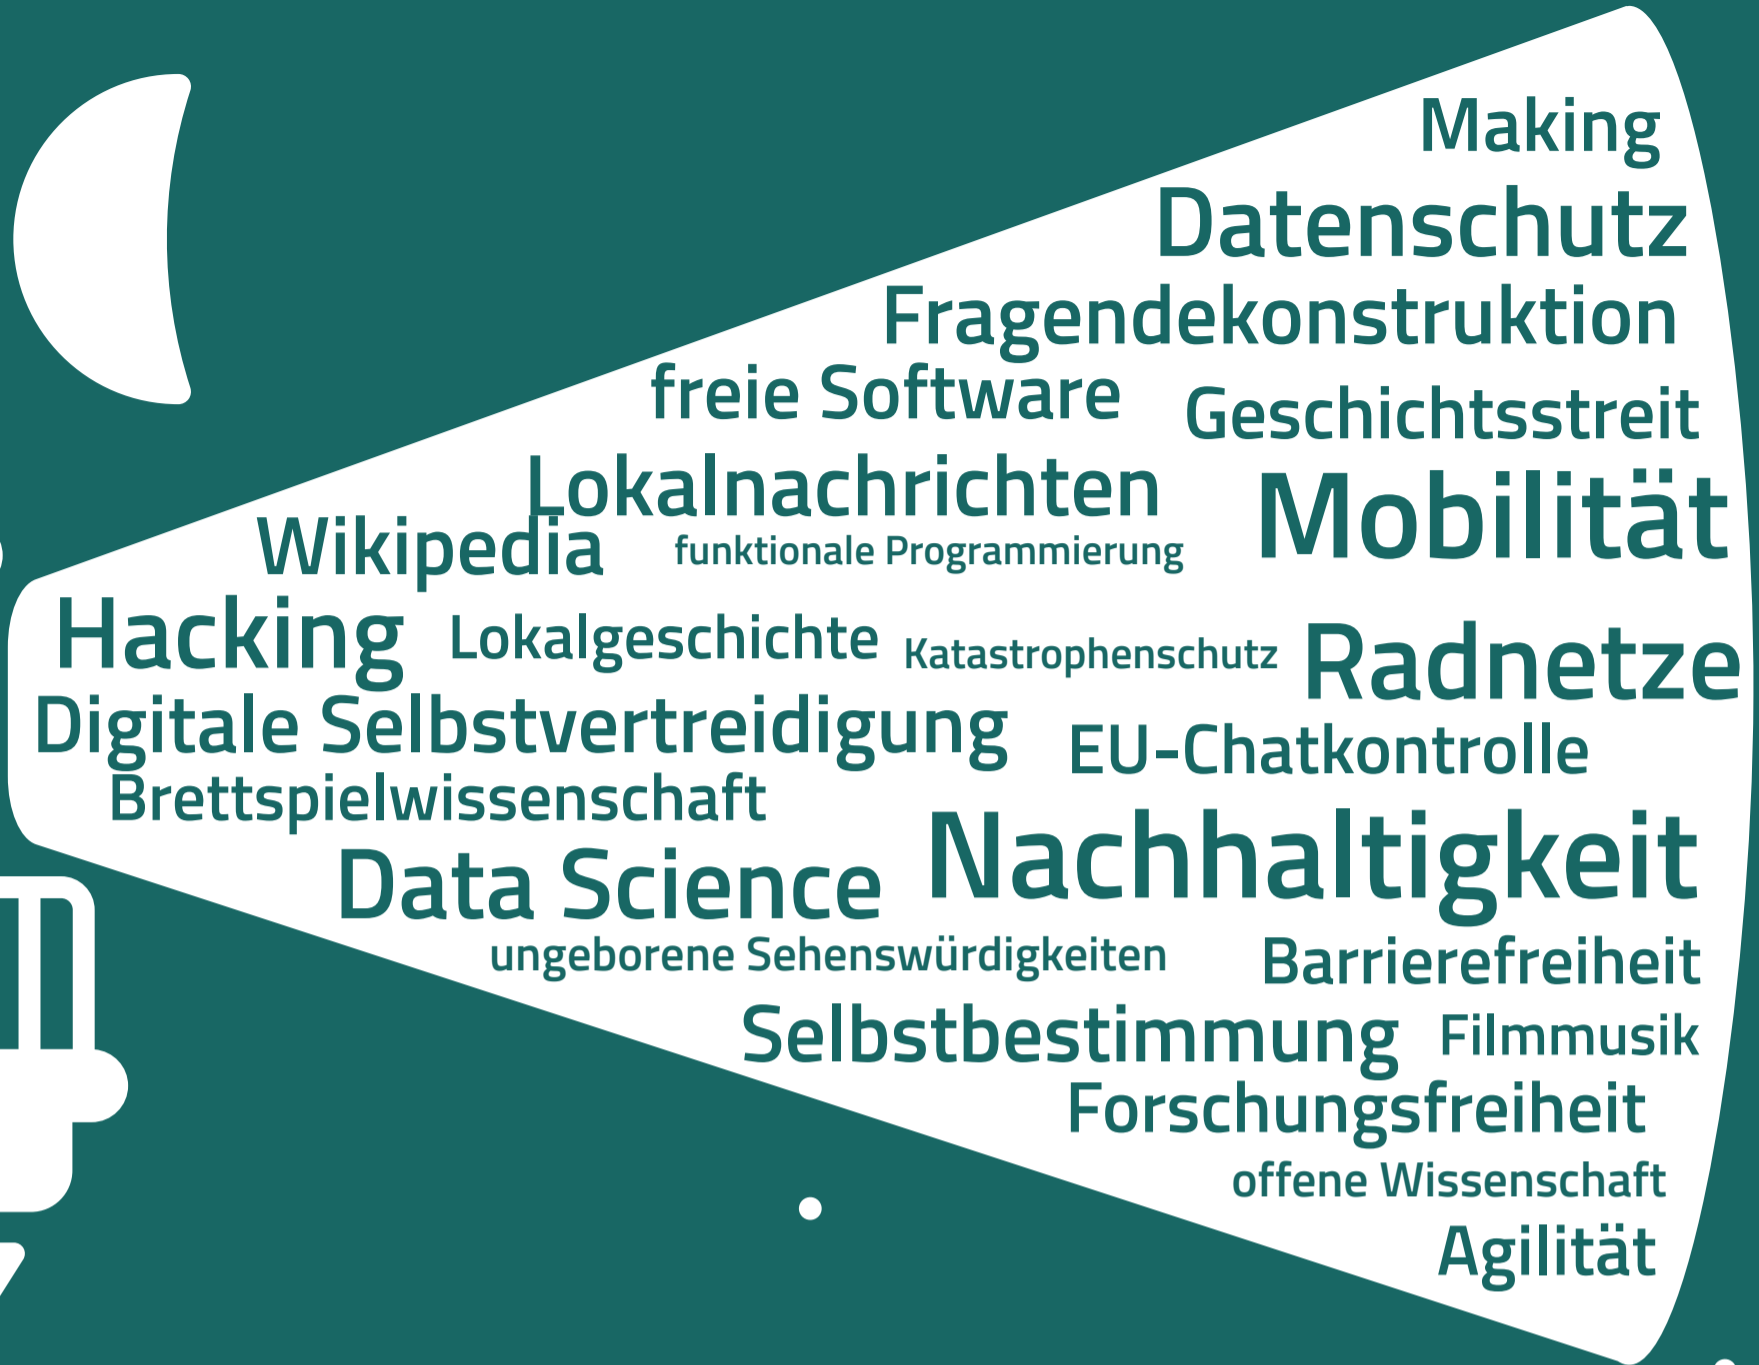 Making
Datenschutz
Fragendekonstruktion
freie Software
Geschichtsstreit
Lokalnachrichten
Mobilität
Wikipedia
funktionale Programmierung
Hacking
Lokalgeschichte
Katastrophenschutz
Radnetze
Digitale Selbstvertreidigung
EU-Chatkontrolle
Brettspielwissenschaft
Nachhaltigkeit
Data Science
ungeborene Sehenswürdigkeiten
Barrierefreiheit
Selbstbestimmung
Filmmusik
Forschungsfreiheit
offene Wissenschaft
Agilität